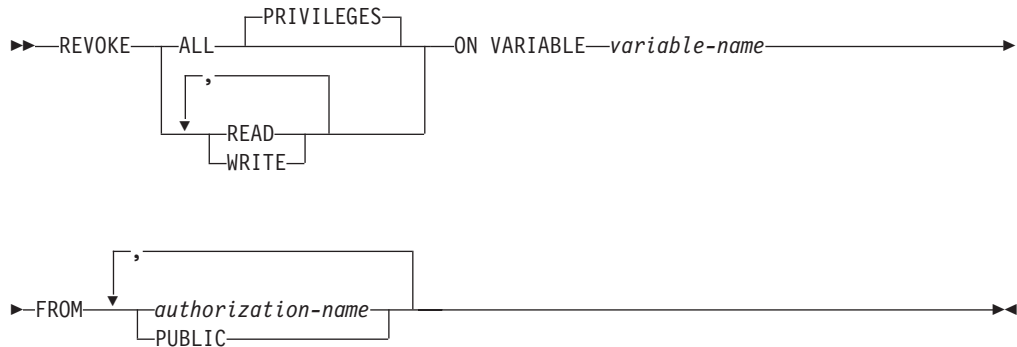 PRIVILEGES
REVOKE ALL ON VARIABLE variable-name
,
READ
WRITE
,
FROM authorization-name
PUBLIC